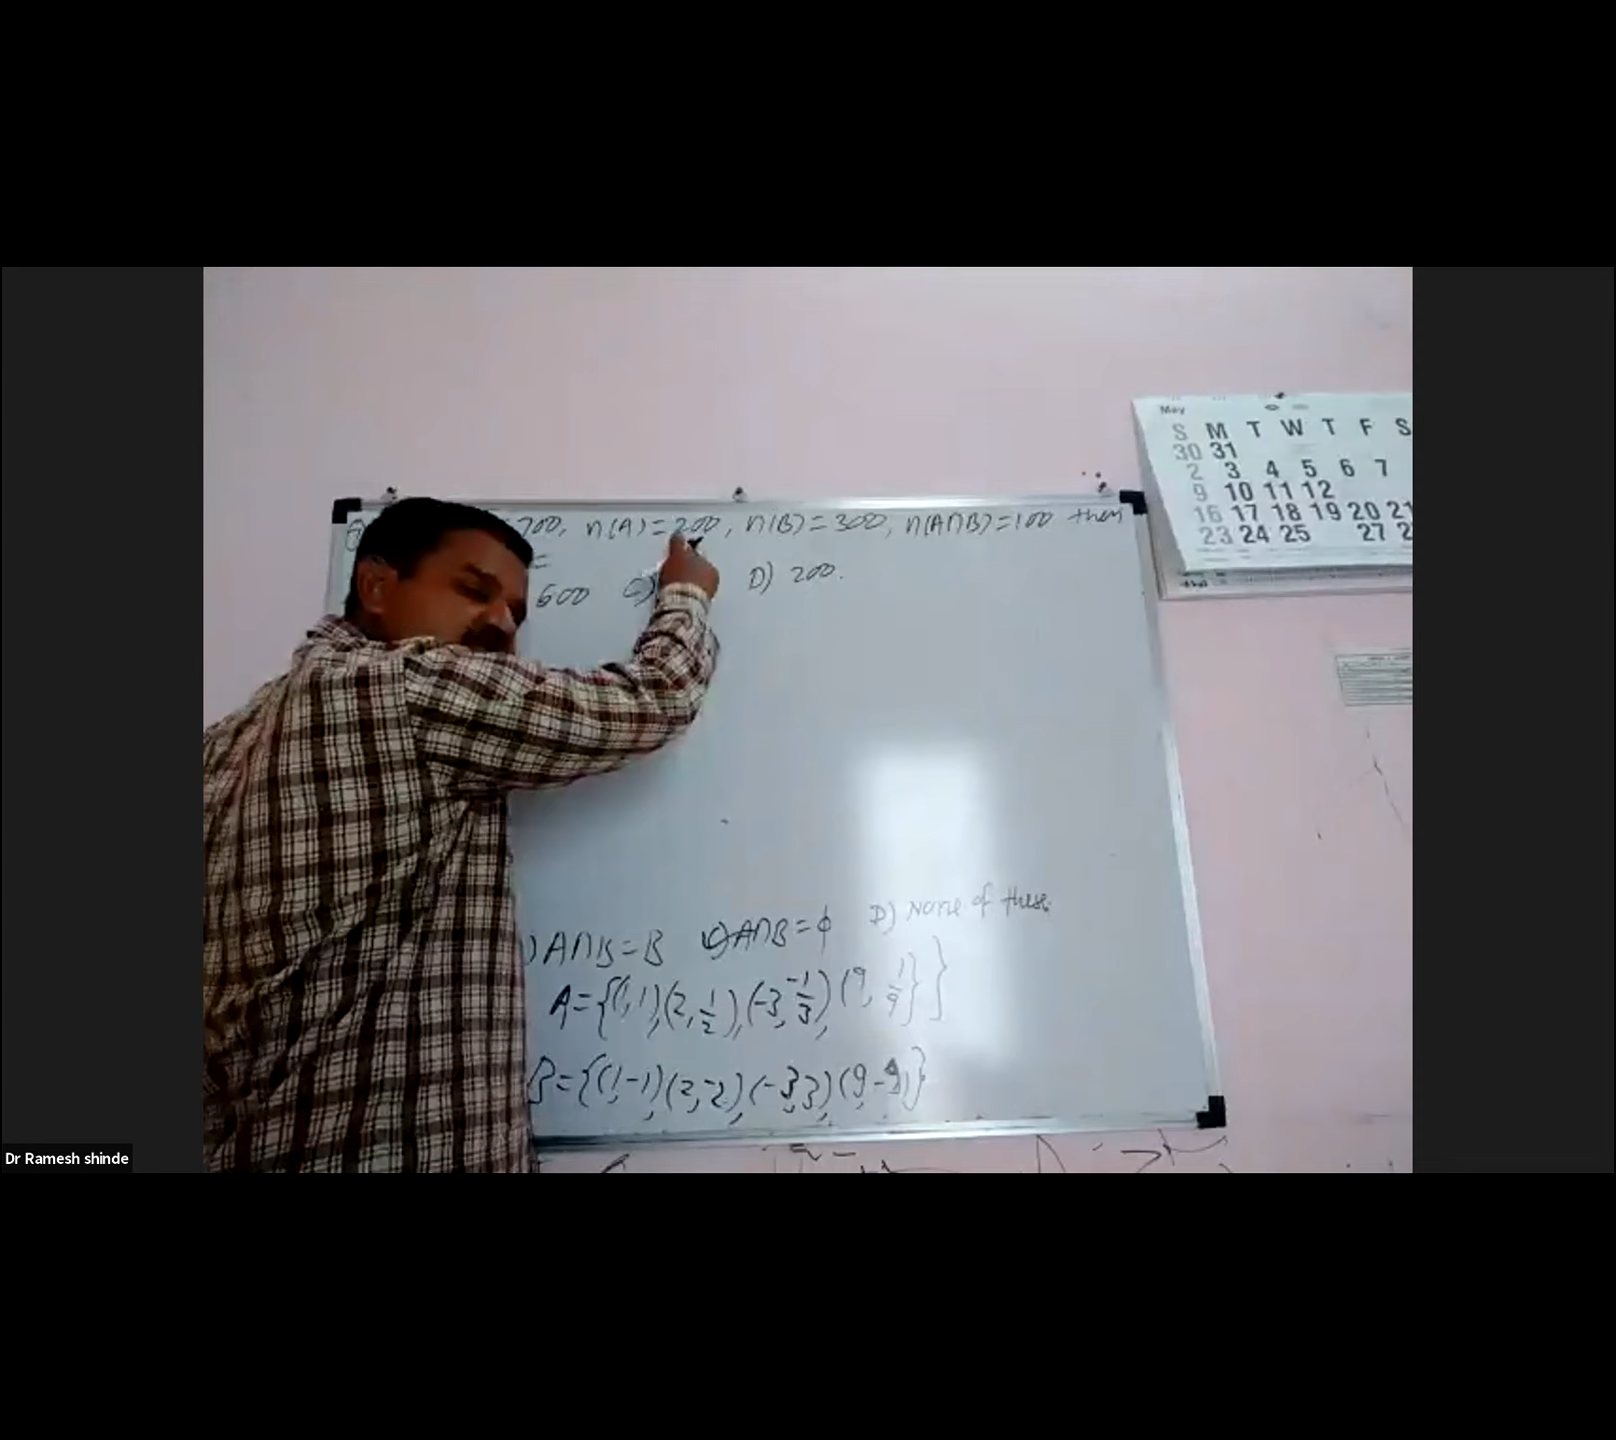 =700, n(A)=200, n(B)=300, n(A∩B)=100 then
=
600 C) D) 200.
) A∩B=B C) A∩B=ϕ D) None of these.
A={(1,1),(2,1/2),(-3,-1/3),(9,1/9)}}
B={(1,-1),(2,-2),(-3,3),(9,-9)}
May
S M T W T F S
30 31
2 3 4 5 6 7
9 10 11 12
16 17 18 19 20 21
23 24 25 27 2
Dr Ramesh shinde